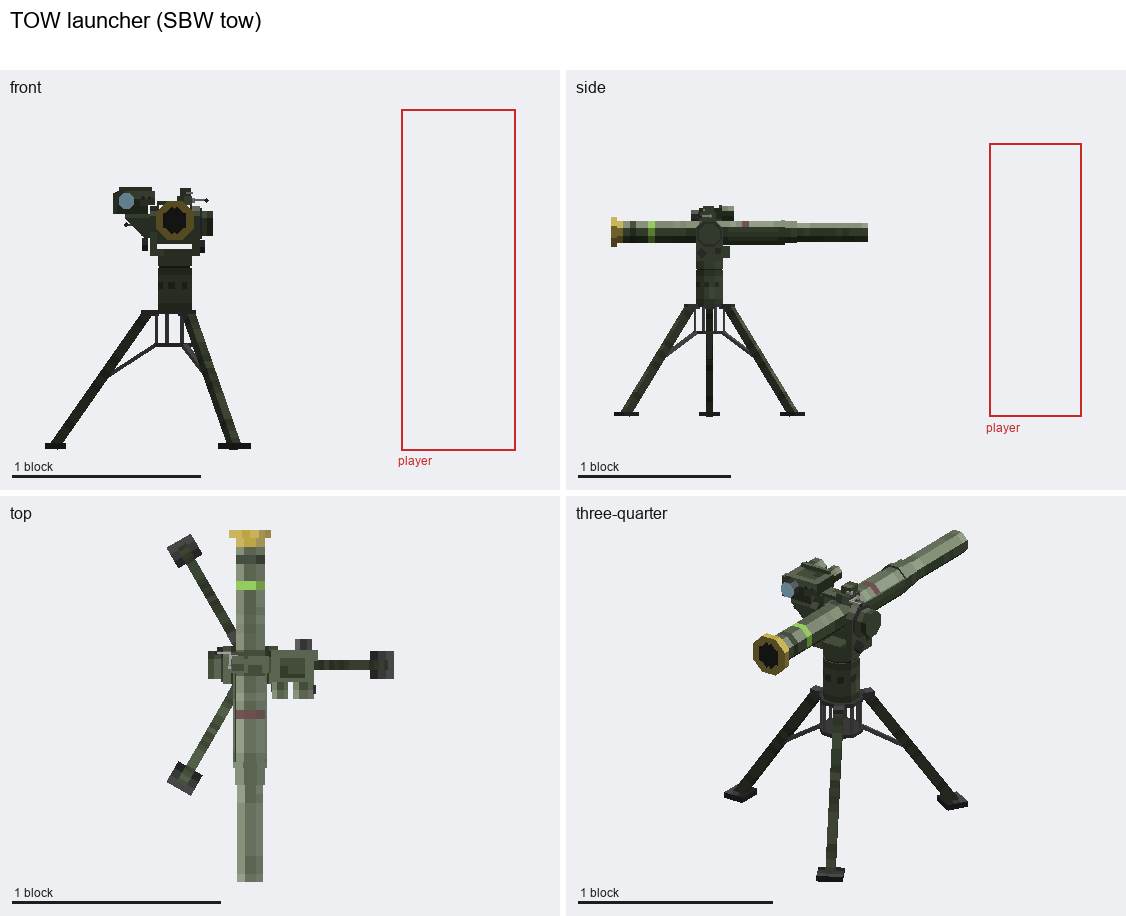 TOW launcher (SBW tow)
front
side
player
player
1 block
1 block
top
three-quarter
1 block
1 block